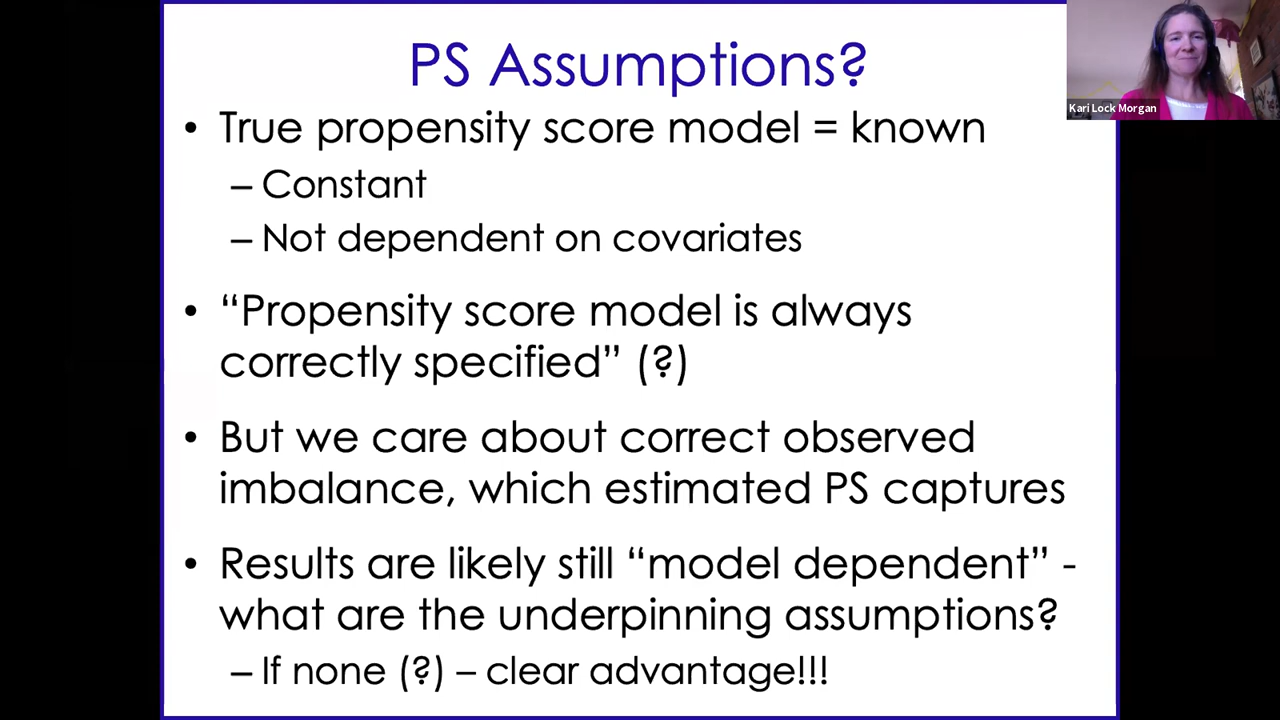 PS Assumptions?
Kari Lock Morgan
• True propensity score model = known
– Constant
– Not dependent on covariates
• “Propensity score model is always
correctly specified” (?)
• But we care about correct observed
imbalance, which estimated PS captures
• Results are likely still “model dependent” -
what are the underpinning assumptions?
– If none (?) – clear advantage!!!